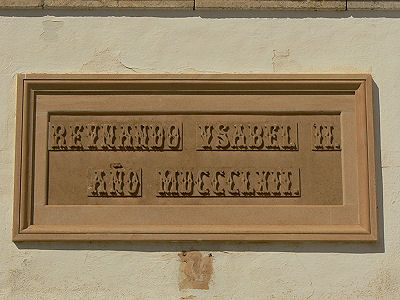 REYNANDO YSABEL II
AÑO MDCCCLXII.